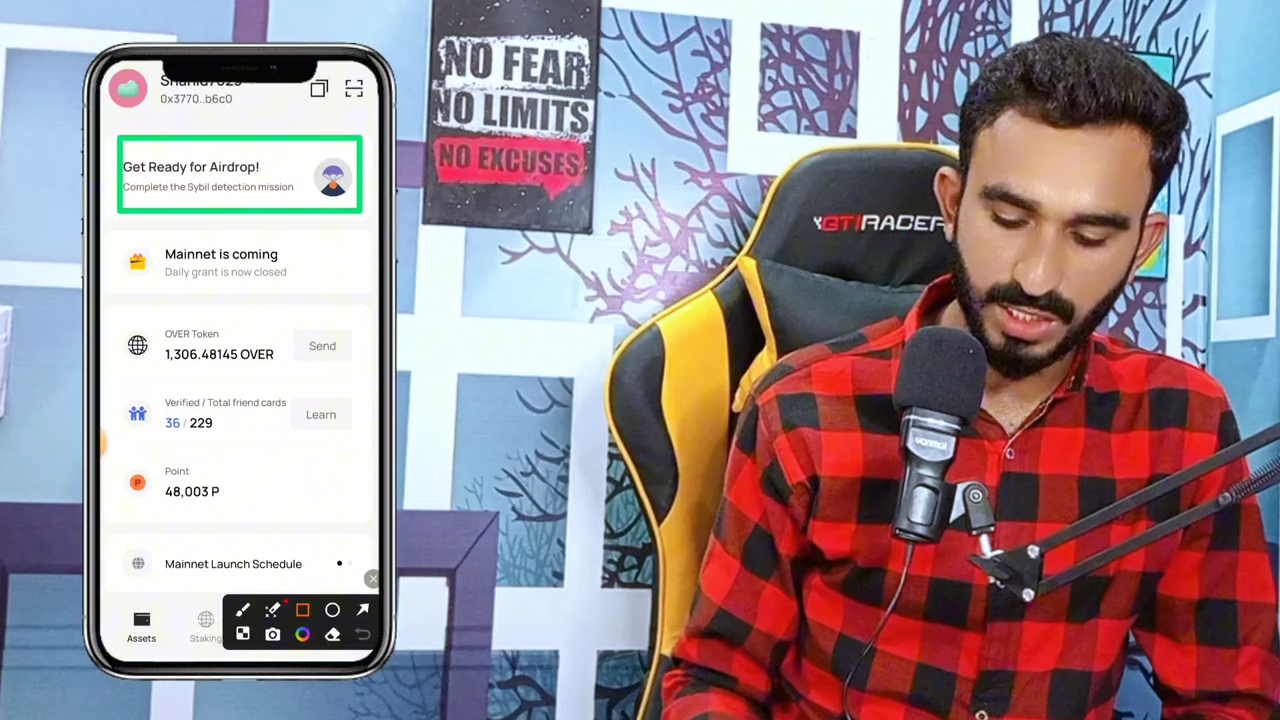 0x3770..b6c0
Get Ready for Airdrop!
Complete the Sybil detection mission
Mainnet is coming
Daily grant is now closed
OVER Token
1,306.48145 OVER
Send
Verified / Total friend cards
36 / 229
Learn
Point
P
48,003 P
Mainnet Launch Schedule
Assets
Staking
NO FEAR
NO LIMITS
NO EXCUSES
GTRACER